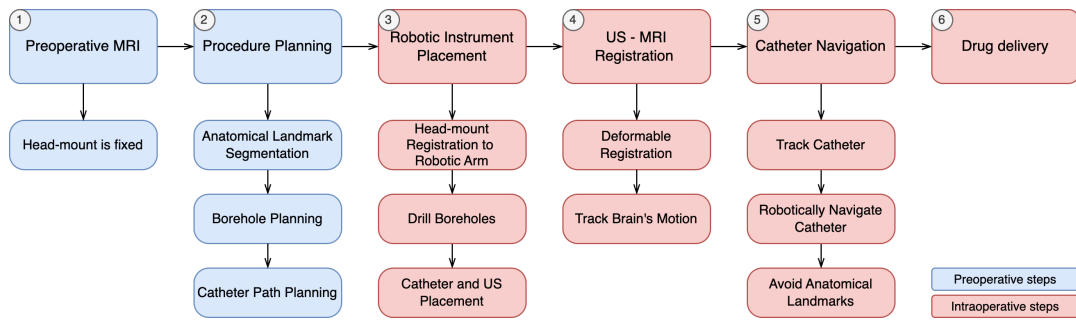 1
Preoperative MRI
Head-mount is fixed
2
Procedure Planning
Anatomical Landmark
Segmentation
Borehole Planning
Catheter Path Planning
3
Robotic Instrument
Placement
Head-mount
Registration to
Robotic Arm
Drill Boreholes
Catheter and US
Placement
4
US - MRI
Registration
Deformable
Registration
Track Brain's Motion
5
Catheter Navigation
Track Catheter
Robotically Navigate
Catheter
Avoid Anatomical
Landmarks
6
Drug delivery
Preoperative steps
Intraoperative steps